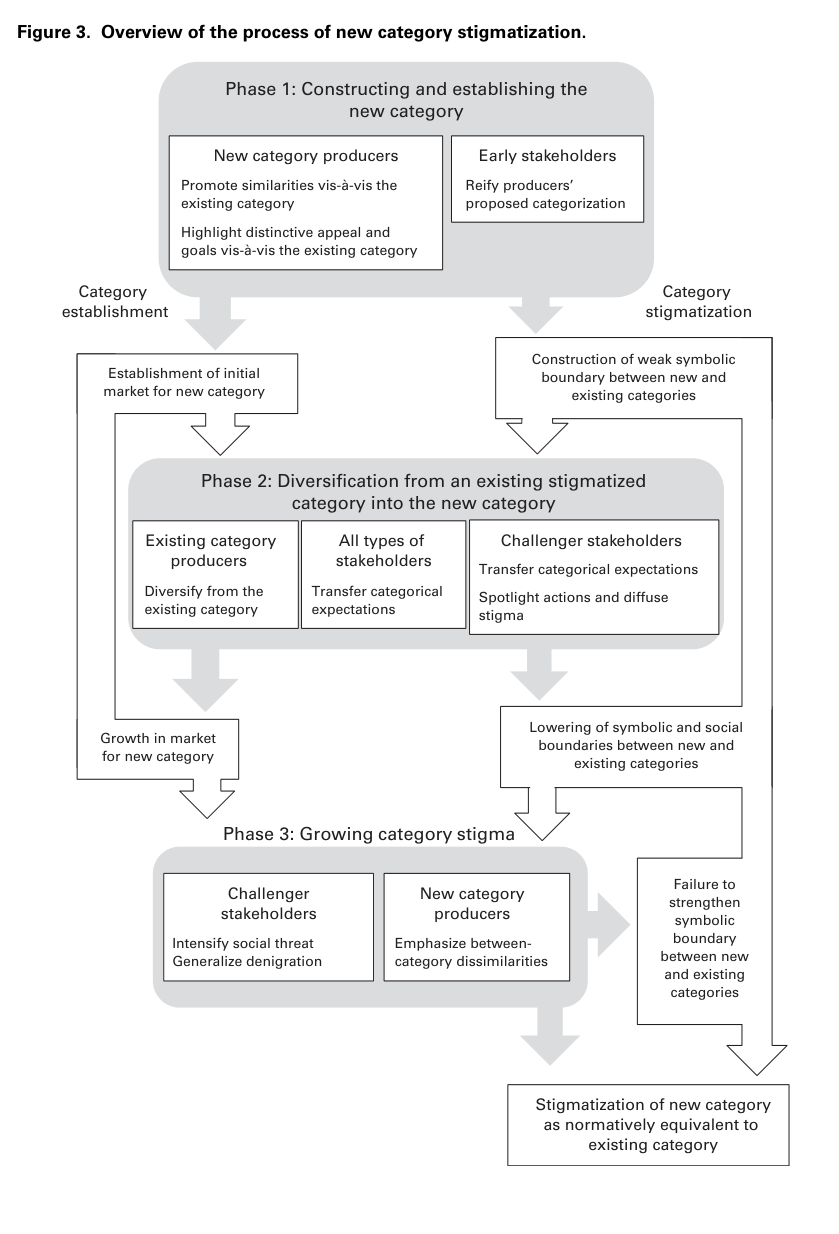 Figure 3. Overview of the process of new category stigmatization.
Phase 1: Constructing and establishing the
new category
New category producers
Promote similarities vis-à-vis the
existing category
Highlight distinctive appeal and
goals vis-à-vis the existing category
Early stakeholders
Reify producers’
proposed categorization
Category
establishment
Category
stigmatization
Establishment of initial
market for new category
Construction of weak symbolic
boundary between new and
existing categories
Phase 2: Diversification from an existing stigmatized
category into the new category
Existing category
producers
Diversify from the
existing category
All types of
stakeholders
Transfer categorical
expectations
Challenger stakeholders
Transfer categorical expectations
Spotlight actions and diffuse
stigma
Growth in market
for new category
Lowering of symbolic and social
boundaries between new and
existing categories
Phase 3: Growing category stigma
Challenger
stakeholders
Intensify social threat
Generalize denigration
New category
producers
Emphasize between-
category dissimilarities
Failure to
strengthen
symbolic
boundary
between new
and existing
categories
Stigmatization of new category
as normatively equivalent to
existing category